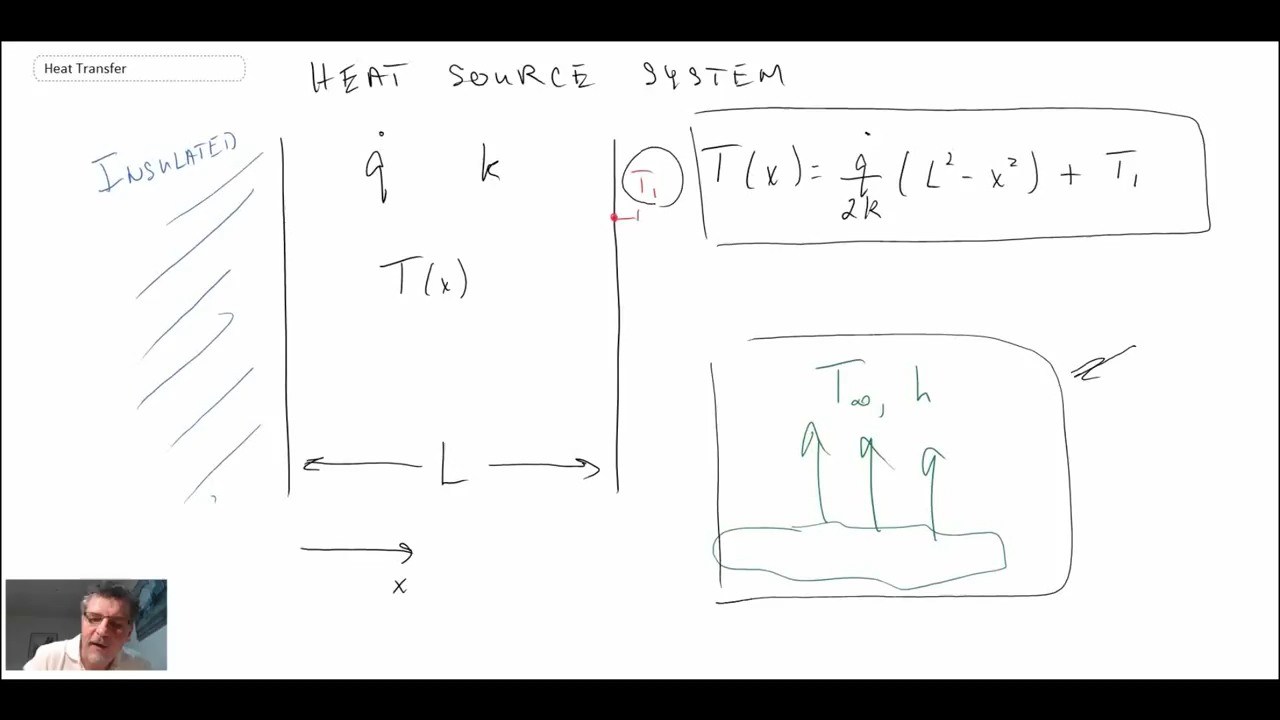 Heat Transfer
HEAT SOURCE SYSTEM
INSULATED
q̇ k
T₁
T(x) = q̇/2k (L² - x²) + T₁
T(x)
T∞, h
L
x